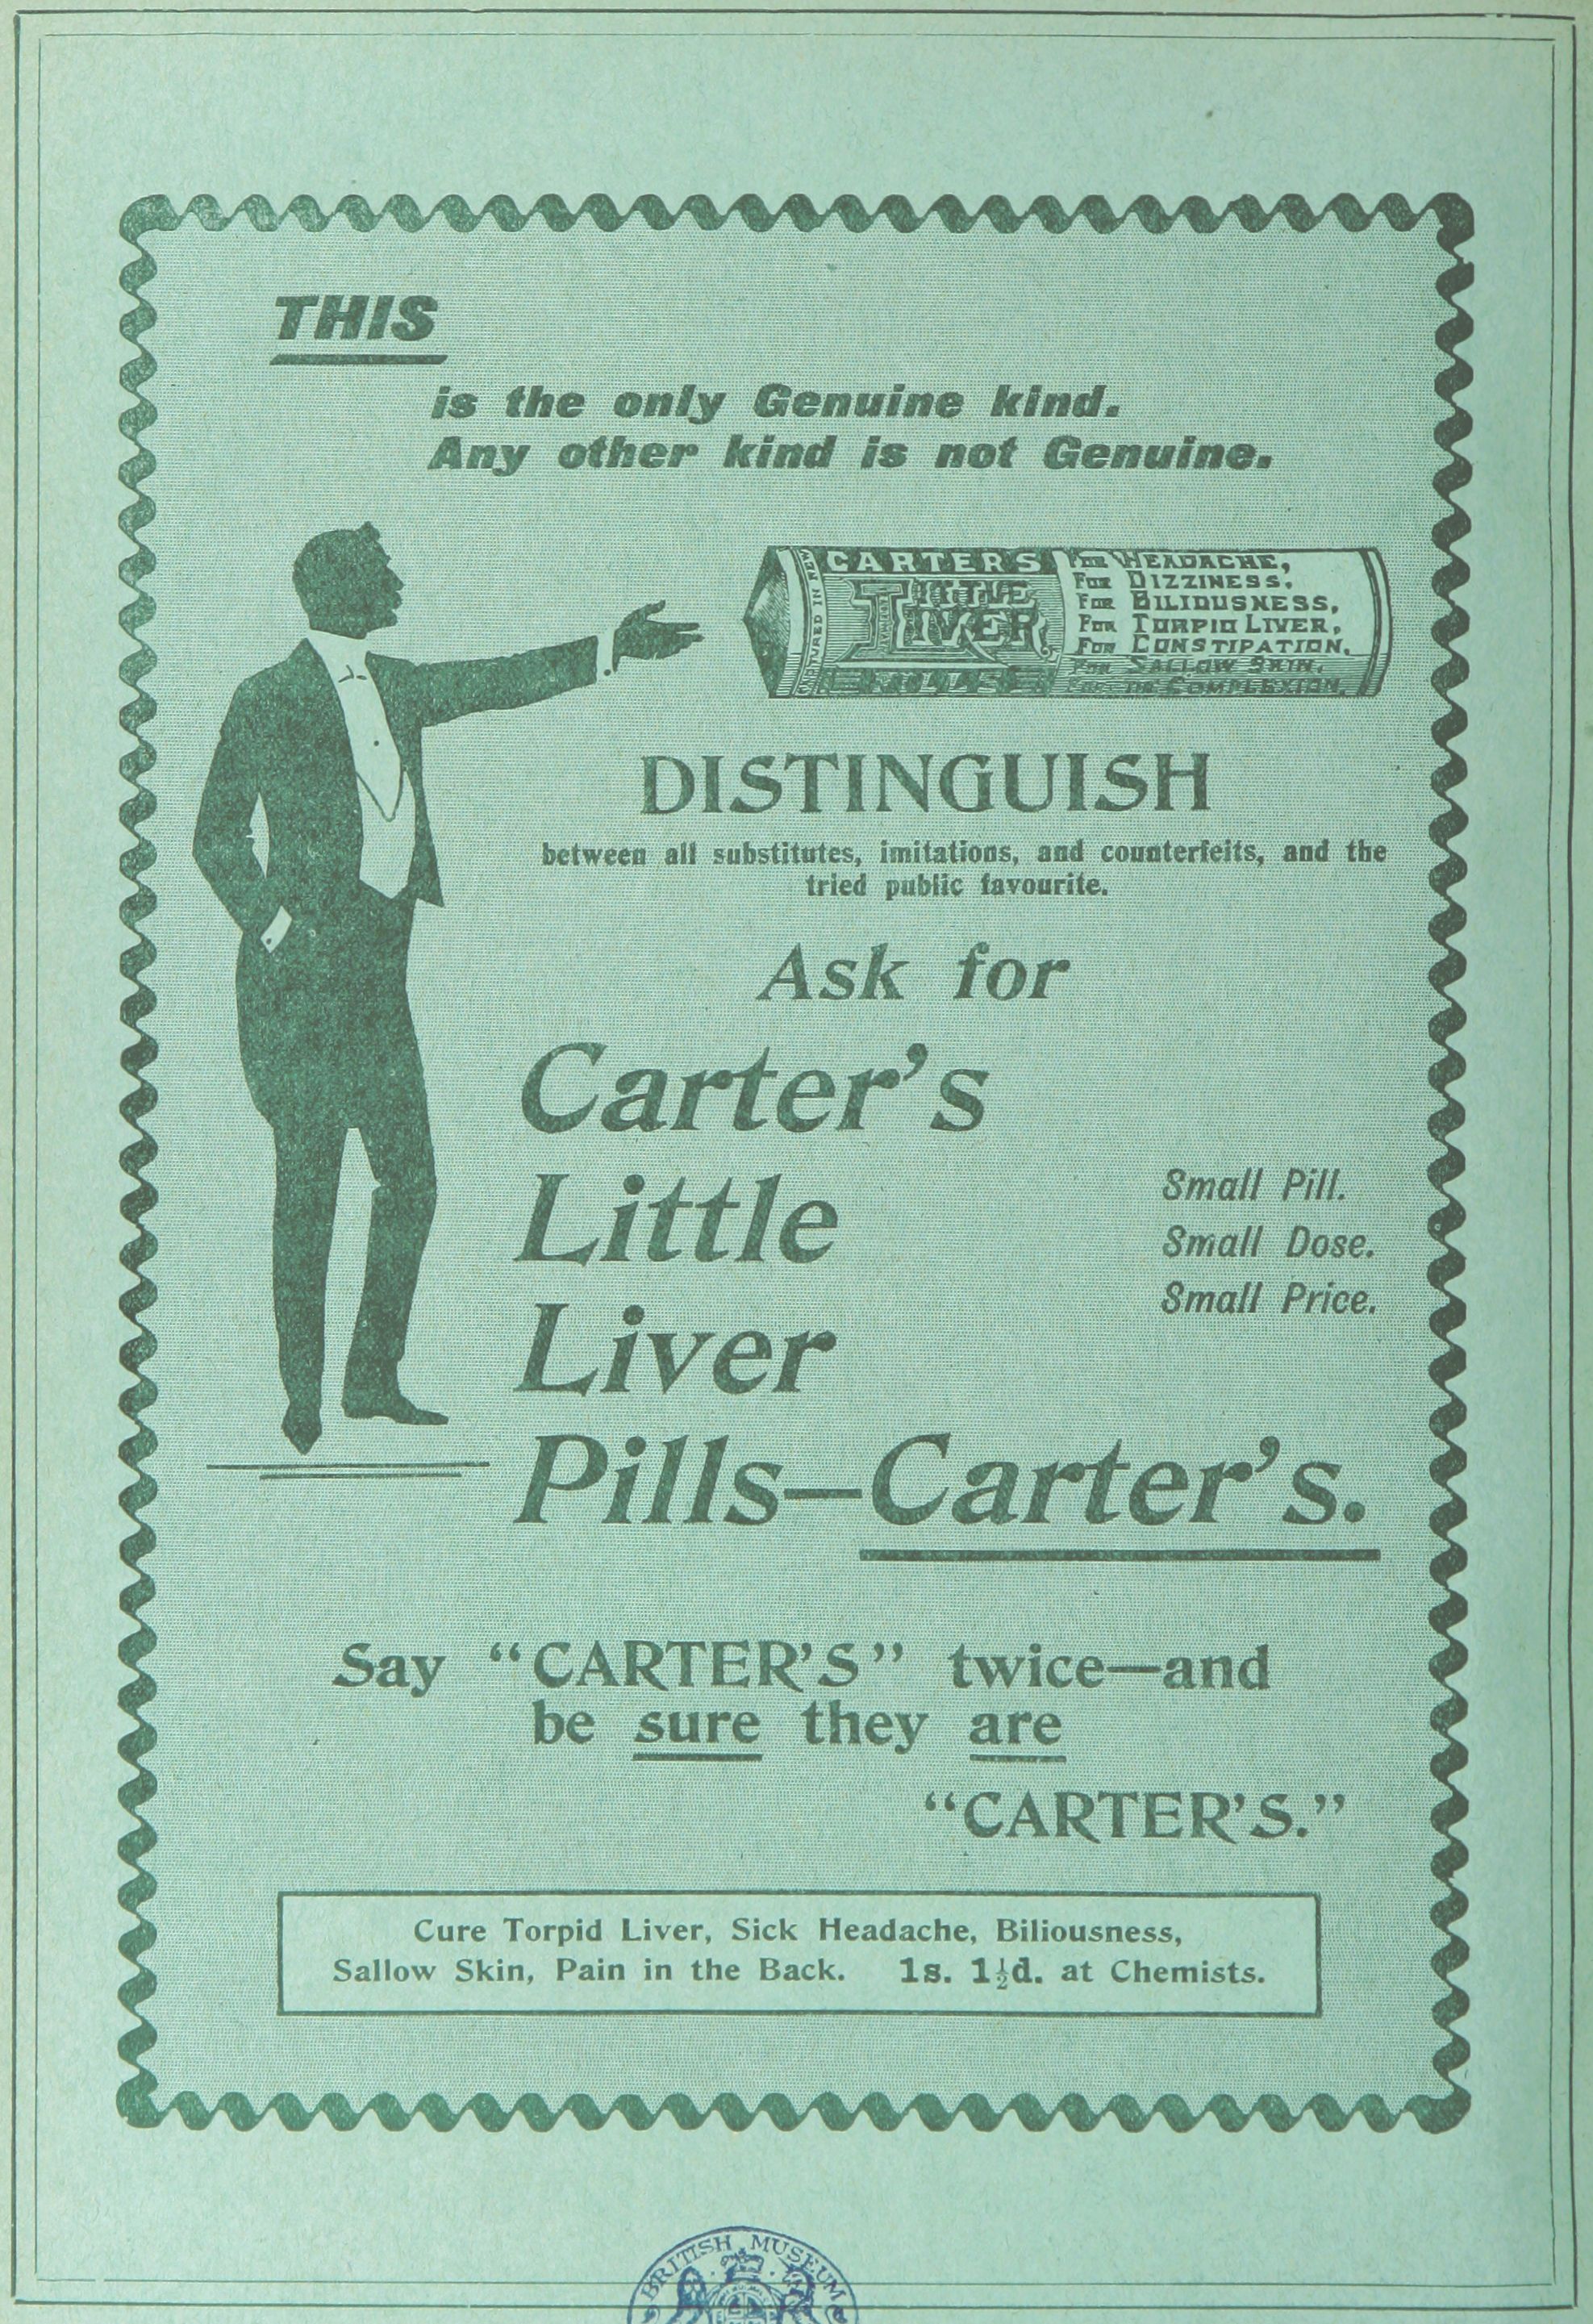 THIS
is the only Genuine kind.
Any other kind is not Genuine.
CARTER'S
LITTLE
LIVER
PILLS
FOR HEADACHE,
FOR DIZZINESS.
FOR BILIOUSNESS,
FOR TORPID LIVER,
FOR CONSTIPATION.
FOR SALLOW SKIN.
COMPLEXION.
DISTINGUISH
between all substitutes, imitations, and counterfeits, and the
tried public favourite.
Ask for
Carter's
Little
Liver
Pills—Carter's.
Small Pill.
Small Dose.
Small Price.
Say "CARTER'S" twice—and
be sure they are
"CARTER'S."
Cure Torpid Liver, Sick Headache, Biliousness,
Sallow Skin, Pain in the Back. 1s. 1½d. at Chemists.
BRITISH MUSEUM